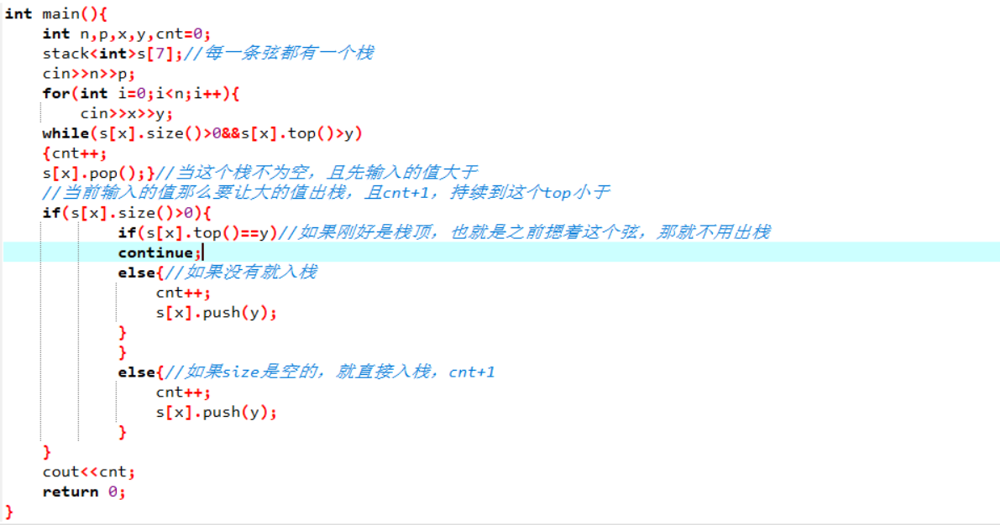 int main(){
    int n,p,x,y,cnt=0;
    stack<int>s[7];//每一条弦都有一个栈
    cin>>n>>p;
    for(int i=0;i<n;i++){
        cin>>x>>y;
    while(s[x].size()>0&&s[x].top()>y)
    {cnt++;
    s[x].pop();}//当这个栈不为空，且先输入的值大于
    //当前输入的值那么要让大的值出栈，且cnt+1，持续到这个top小于
    if(s[x].size()>0){
            if(s[x].top()==y)//如果刚好是栈顶，也就是之前摁着这个弦，那就不用出栈
            continue;
            else{//如果没有就入栈
                cnt++;
                s[x].push(y);
            }
            }
            else{//如果size是空的，就直接入栈，cnt+1
                cnt++;
                s[x].push(y);
            }
    }
    cout<<cnt;
    return 0;
}